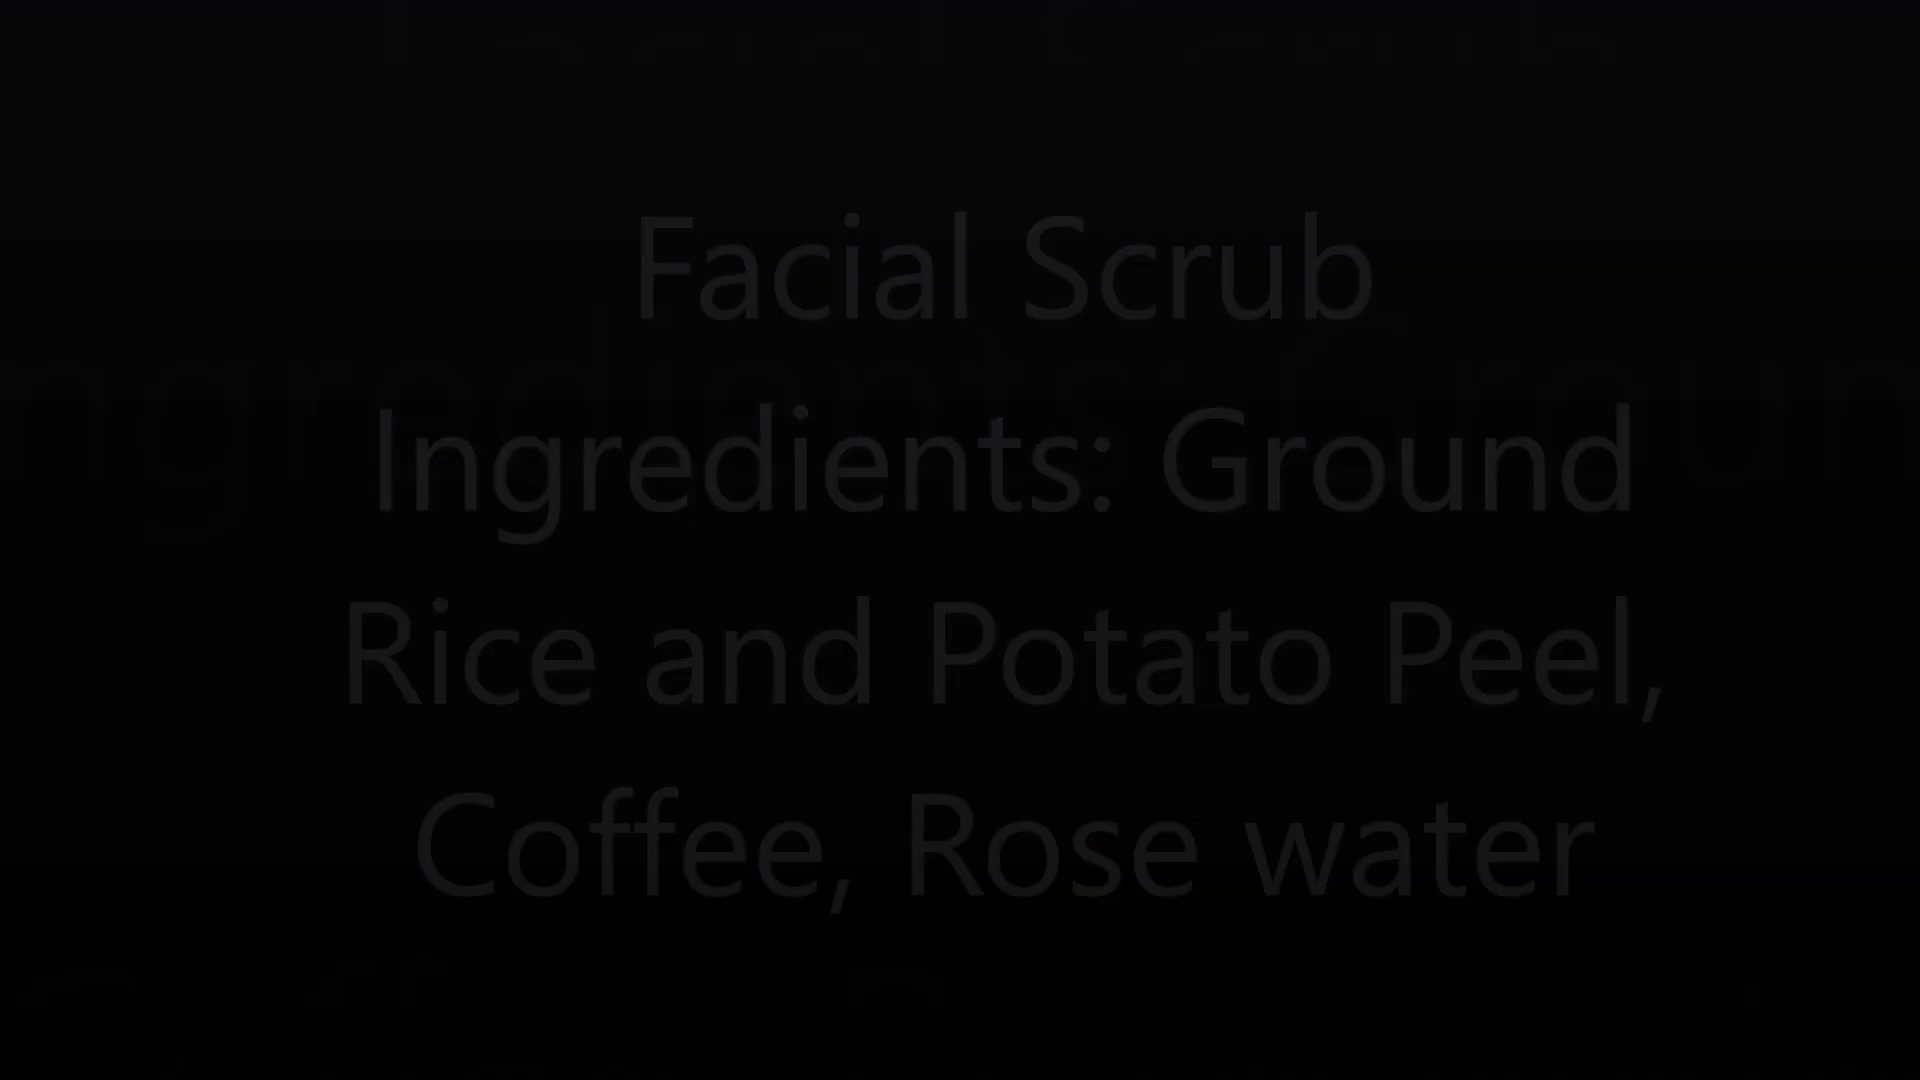 Facial Scrub
Ingredients: Ground
Rice and Potato Peel,
Coffee, Rose water